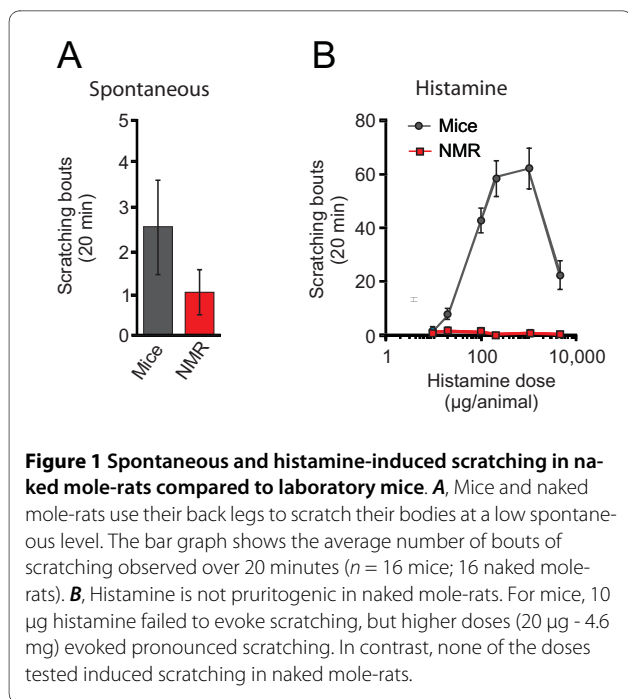 A
Spontaneous
5
4
3
2
1
0
Scratching bouts
(20 min)
Mice
NMR
B
Histamine
80
60
40
20
0
Scratching bouts
(20 min)
Mice
NMR
1
100
10,000
Histamine dose
(µg/animal)
Figure 1 Spontaneous and histamine-induced scratching in na-
ked mole-rats compared to laboratory mice. A, Mice and naked
mole-rats use their back legs to scratch their bodies at a low spontane-
ous level. The bar graph shows the average number of bouts of
scratching observed over 20 minutes (n = 16 mice; 16 naked mole-
rats). B, Histamine is not pruritogenic in naked mole-rats. For mice, 10
µg histamine failed to evoke scratching, but higher doses (20 µg - 4.6
mg) evoked pronounced scratching. In contrast, none of the doses
tested induced scratching in naked mole-rats.